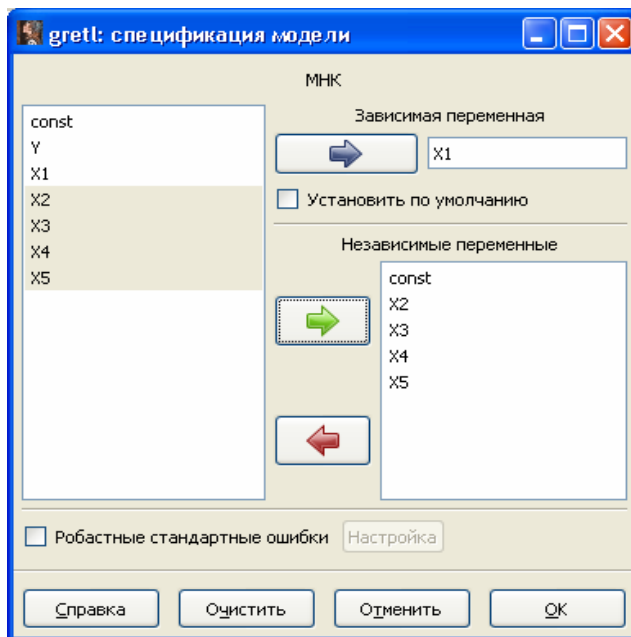 gretl: спецификация модели
МНК
const
Y
X1
X2
X3
X4
X5
Зависимая переменная
X1
Установить по умолчанию
Независимые переменные
const
X2
X3
X4
X5
Робастные стандартные ошибки Настройка
Справка Очистить Отменить OK